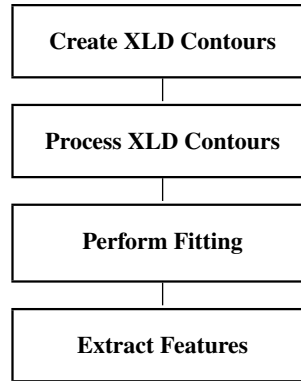 Create XLD Contours
Process XLD Contours
Perform Fitting
Extract Features